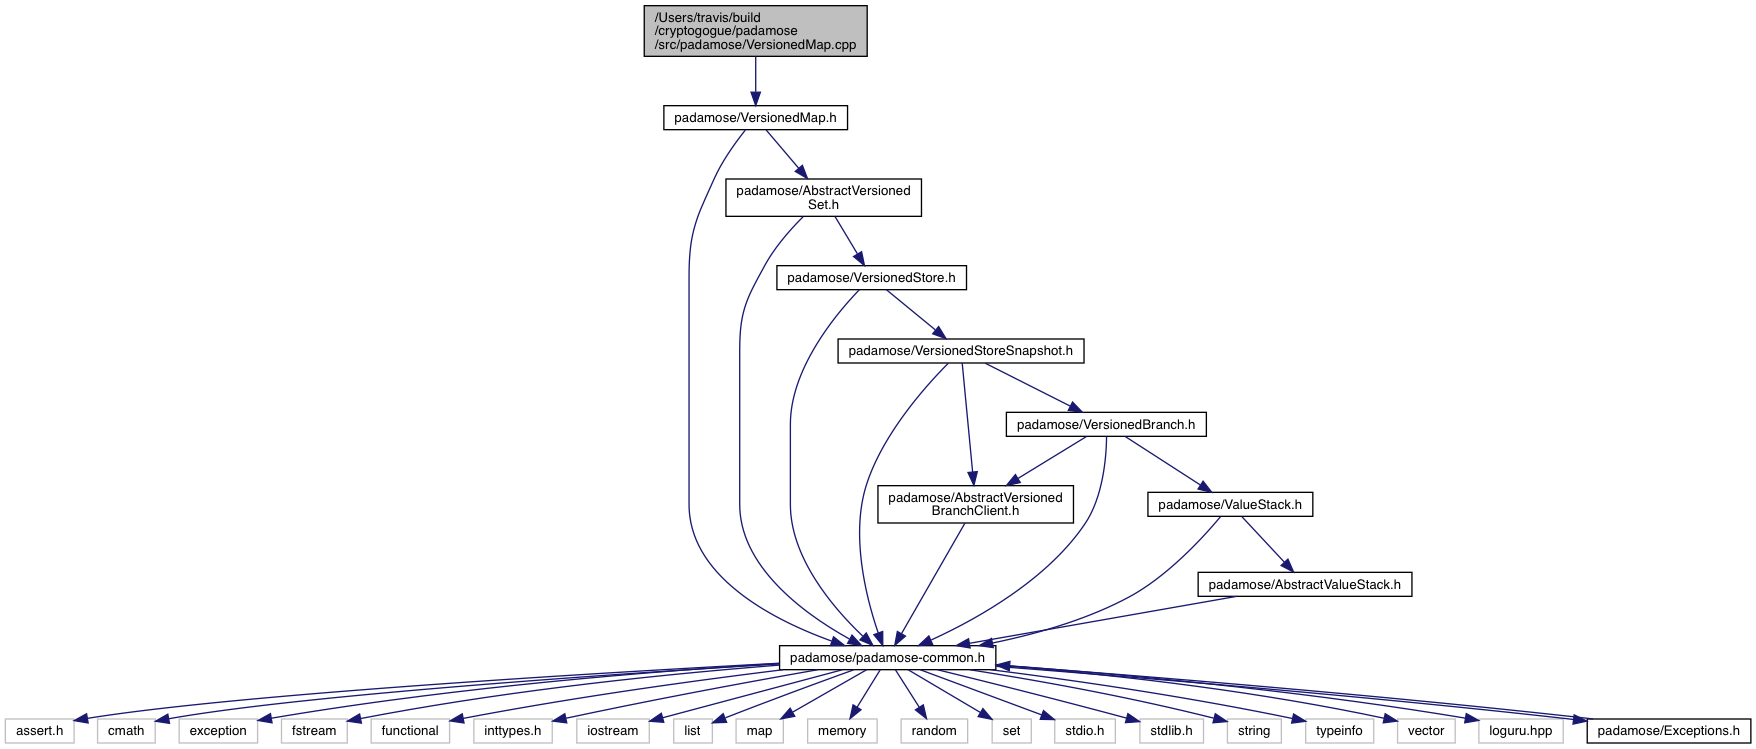 /Users/travis/build
/cryptogogue/padamose
/src/padamose/VersionedMap.cpp
padamose/VersionedMap.h
padamose/AbstractVersioned
Set.h
padamose/VersionedStore.h
padamose/VersionedStoreSnapshot.h
padamose/VersionedBranch.h
padamose/AbstractVersioned
BranchClient.h
padamose/ValueStack.h
padamose/AbstractValueStack.h
padamose/padamose-common.h
assert.h
cmath
exception
fstream
functional
inttypes.h
iostream
list
map
memory
random
set
stdio.h
stdlib.h
string
typeinfo
vector
loguru.hpp
padamose/Exceptions.h